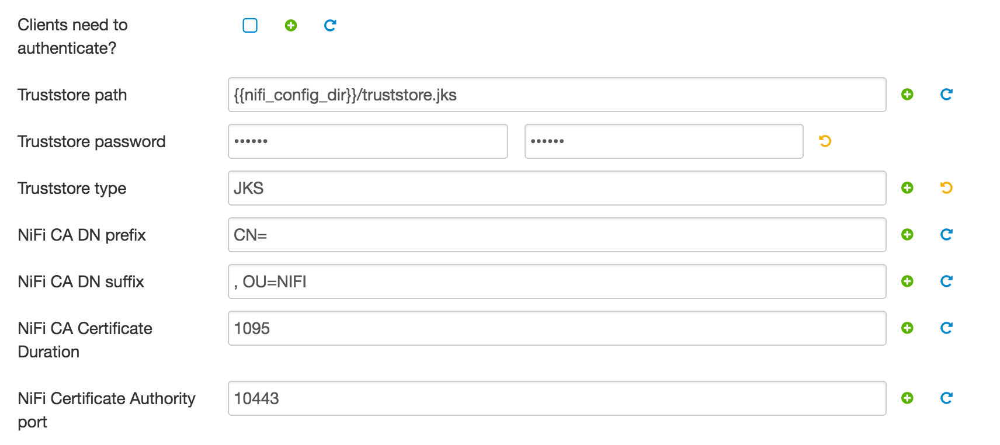 Clients need to
authenticate?
Truststore path
{{nifi_config_dir}}/truststore.jks
Truststore password
•••••• ••••••
Truststore type
JKS
NiFi CA DN prefix
CN=
NiFi CA DN suffix
, OU=NIFI
NiFi CA Certificate
Duration
1095
NiFi Certificate Authority
port
10443